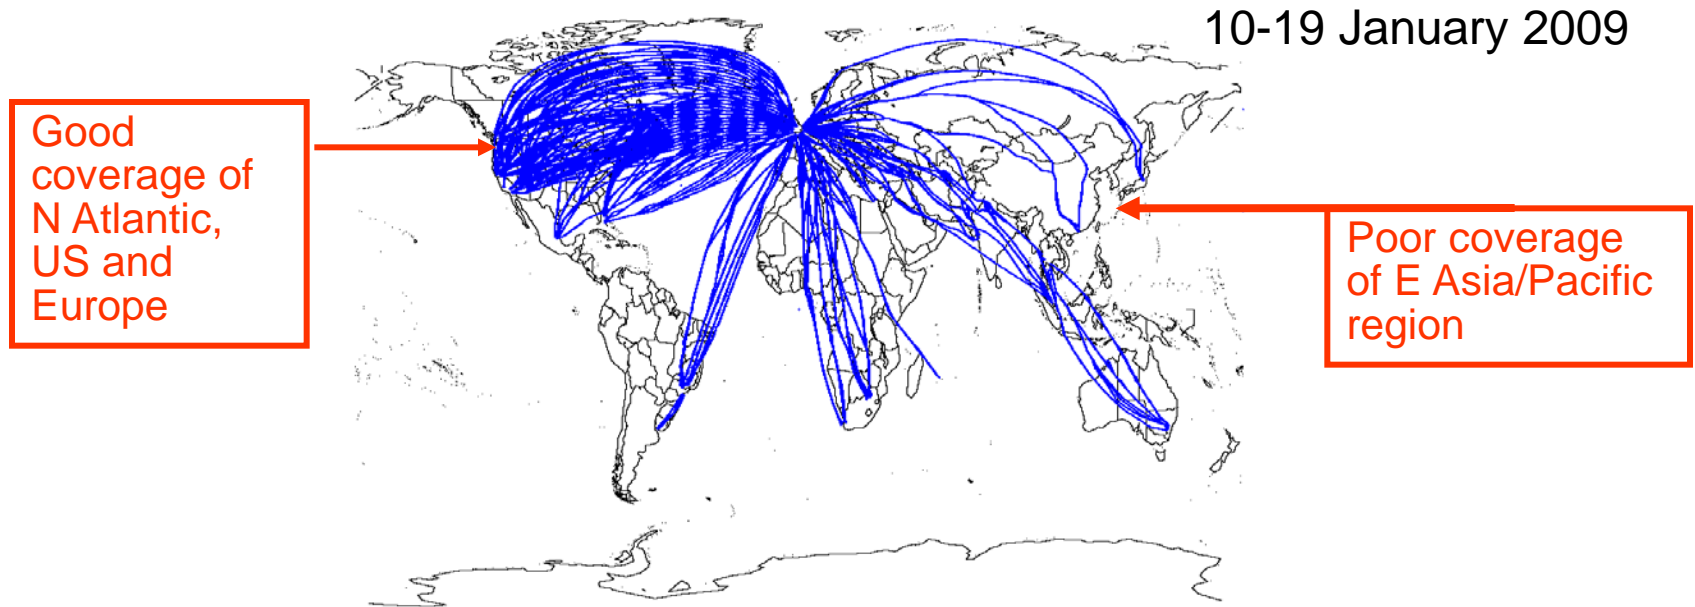 10-19 January 2009
Good
coverage of
N Atlantic,
US and
Europe
Poor coverage
of E Asia/Pacific
region